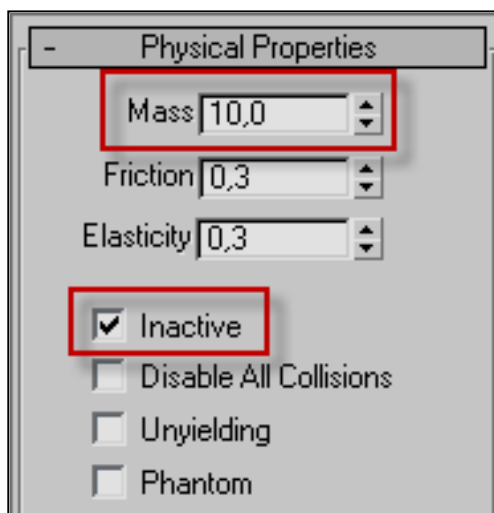 - Physical Properties
Mass 10,0
Friction 0,3
Elasticity 0,3
Inactive
Disable All Collisions
Unyielding
Phantom